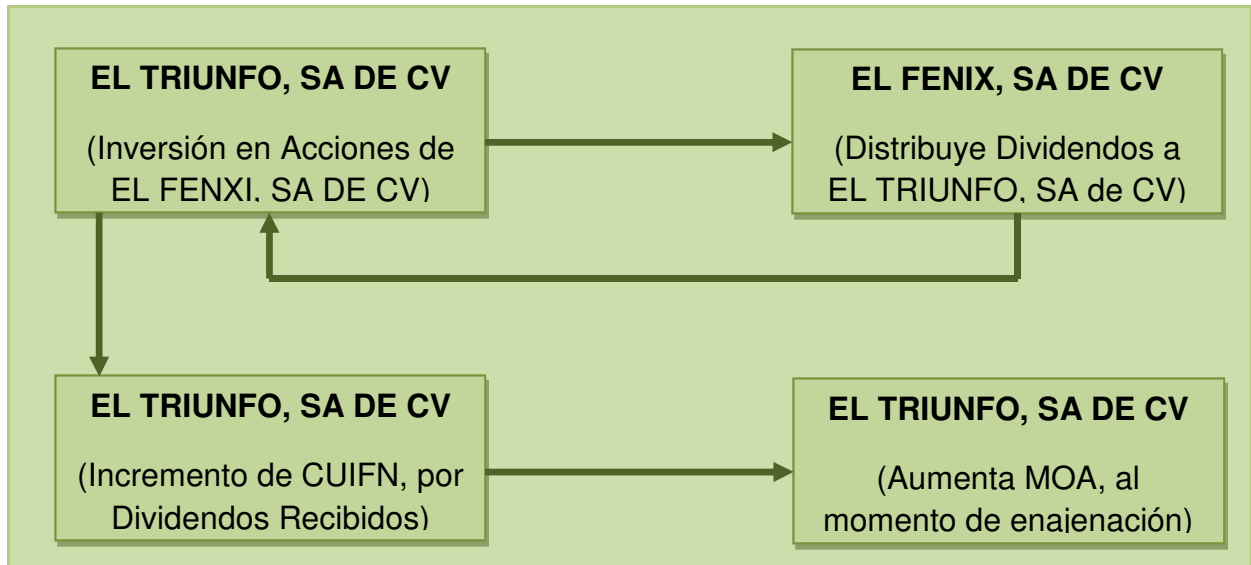 EL TRIUNFO, SA DE CV
(Inversión en Acciones de
EL FENXI, SA DE CV)
EL FENIX, SA DE CV
(Distribuye Dividendos a
EL TRIUNFO, SA de CV)
EL TRIUNFO, SA DE CV
(Incremento de CUIFN, por
Dividendos Recibidos)
EL TRIUNFO, SA DE CV
(Aumenta MOA, al
momento de enajenación)